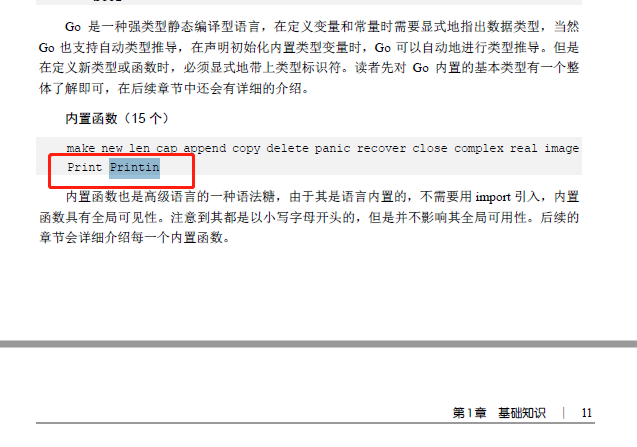 Go 是一种强类型静态编译型语言，在定义变量和常量时需要显式地指出数据类型，当然
Go 也支持自动类型推导，在声明初始化内置类型变量时，Go 可以自动地进行类型推导。但是
在定义新类型或函数时，必须显式地带上类型标识符。读者先对 Go 内置的基本类型有一个整
体了解即可，在后续章节中还会有详细的介绍。
内置函数（15 个）
make new len cap append copy delete panic recover close complex real image
Print Printin
内置函数也是高级语言的一种语法糖，由于其是语言内置的，不需要用 import 引入，内置
函数具有全局可见性。注意到其都是以小写字母开头的，但是并不影响其全局可用性。后续的
章节会详细介绍每一个内置函数。
第 1 章 基础知识 | 11